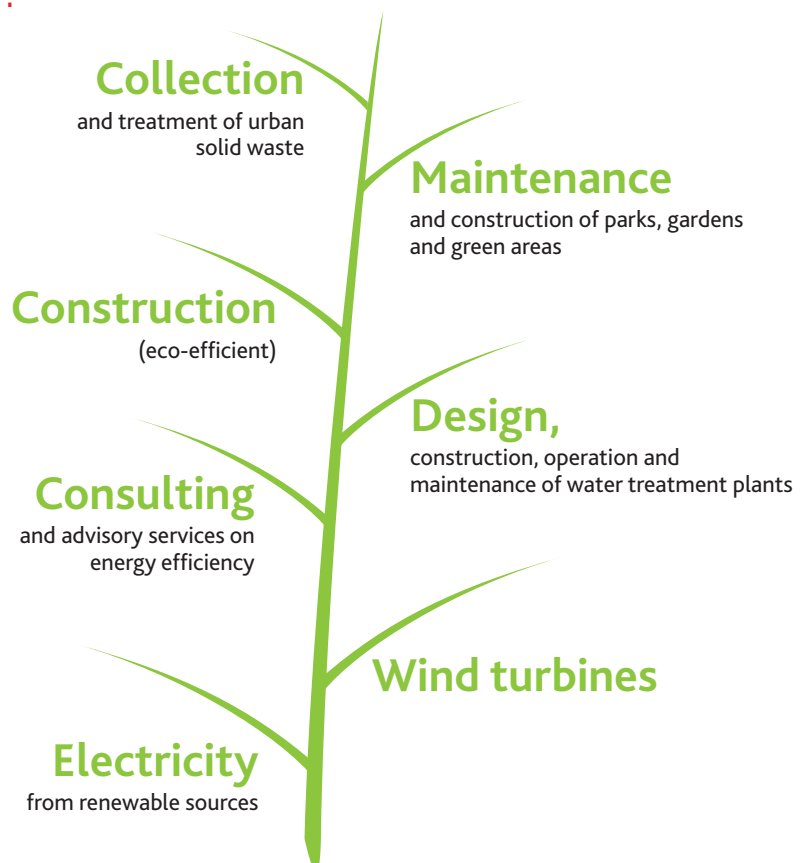 Collection
and treatment of urban
solid waste
Maintenance
and construction of parks, gardens
and green areas
Construction
(eco-efficient)
Design,
construction, operation and
maintenance of water treatment plants
Consulting
and advisory services on
energy efficiency
Wind turbines
Electricity
from renewable sources